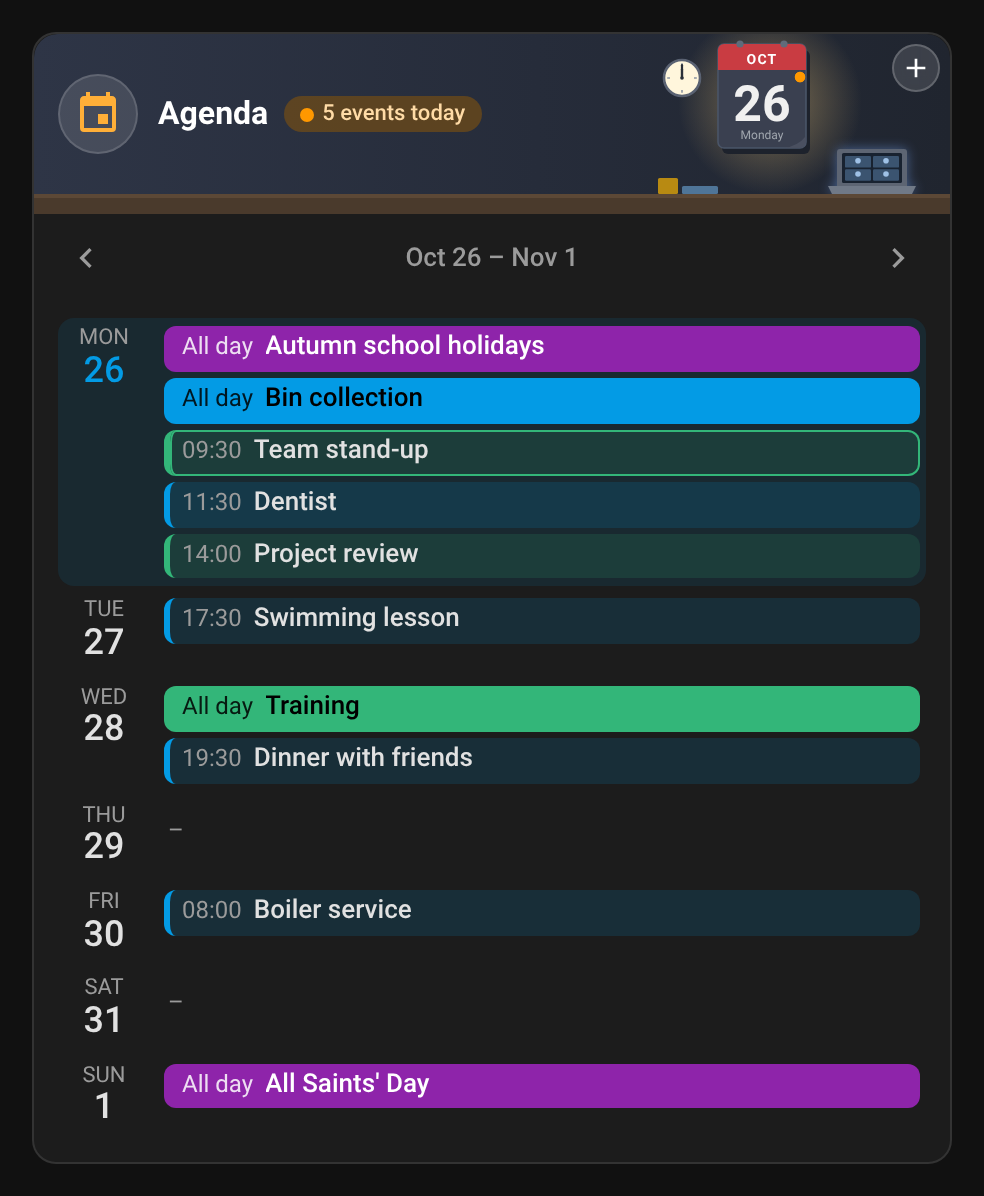 Agenda
5 events today
OCT
26
Monday
Oct 26 – Nov 1
MON
26
All day Autumn school holidays
All day Bin collection
09:30 Team stand-up
11:30 Dentist
14:00 Project review
TUE
27
17:30 Swimming lesson
WED
28
All day Training
19:30 Dinner with friends
THU
29
–
FRI
30
08:00 Boiler service
SAT
31
–
SUN
1
All day All Saints' Day